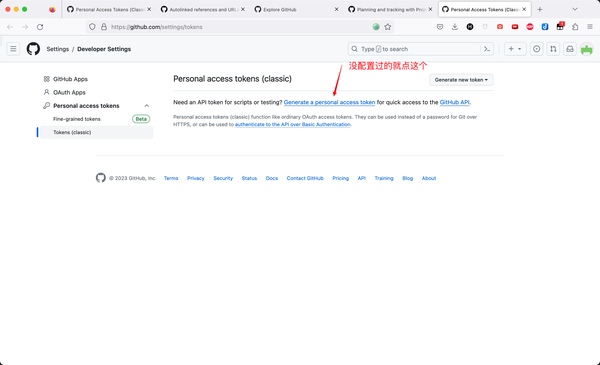 Personal Access Tokens (Classic
Autolinked references and URL
Explore GitHub
Planning and tracking with Proje
Personal Access Tokens (Classic
https://github.com/settings/tokens
Settings / Developer Settings
Type / to search
没配置过的就点这个
GitHub Apps
OAuth Apps
Personal access tokens
Fine-grained tokens
Beta
Tokens (classic)
Personal access tokens (classic)
Generate new token
Need an API token for scripts or testing? Generate a personal access token for quick access to the GitHub API.
Personal access tokens (classic) function like ordinary OAuth access tokens. They can be used instead of a password for Git over
HTTPS, or can be used to authenticate to the API over Basic Authentication.
© 2023 GitHub, Inc.
Terms
Privacy
Security
Status
Docs
Contact GitHub
Pricing
API
Training
Blog
About